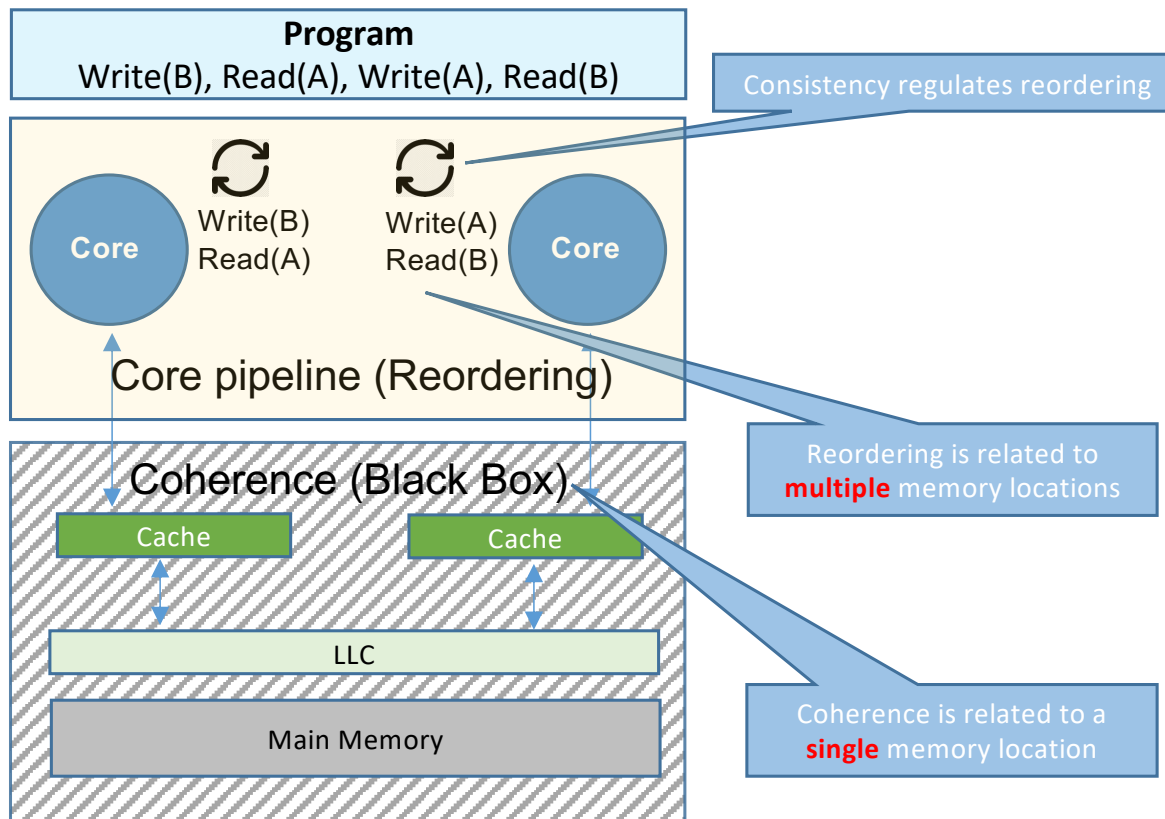 Program
Write(B), Read(A), Write(A), Read(B)
Consistency regulates reordering
Core
Write(B)
Read(A)
Write(A)
Read(B)
Core
Core pipeline (Reordering)
Reordering is related to
multiple memory locations
Coherence (Black Box)
Cache
Cache
LLC
Main Memory
Coherence is related to a
single memory location